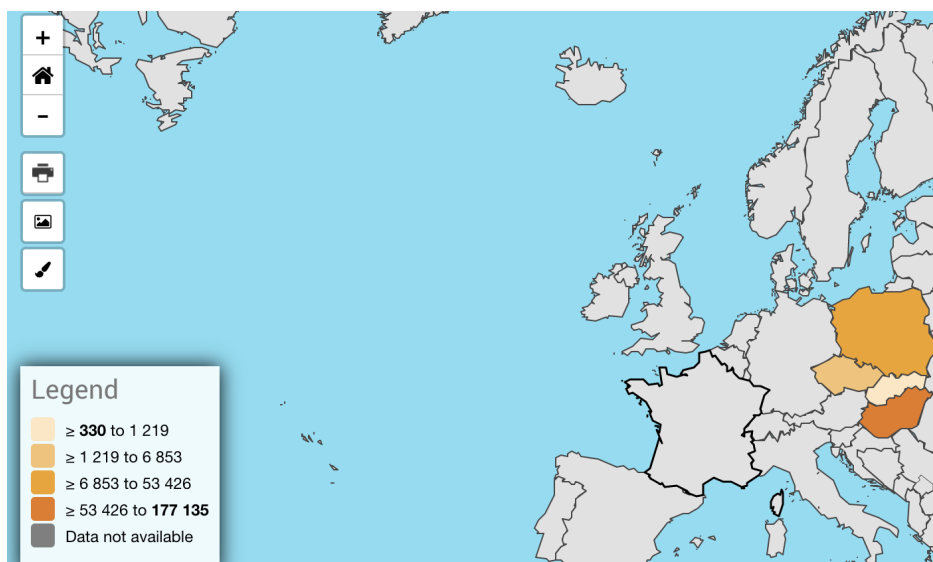 +
-
Legend
≥ 330 to 1 219
≥ 1 219 to 6 853
≥ 6 853 to 53 426
≥ 53 426 to 177 135
Data not available